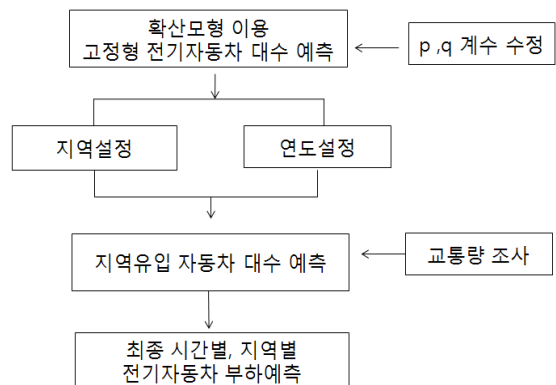 확산모형 이용
고정형 전기자동차 대수 예측
p ,q 계수 수정
지역설정
연도설정
지역유입 자동차 대수 예측
교통량 조사
최종 시간별, 지역별
전기자동차 부하예측